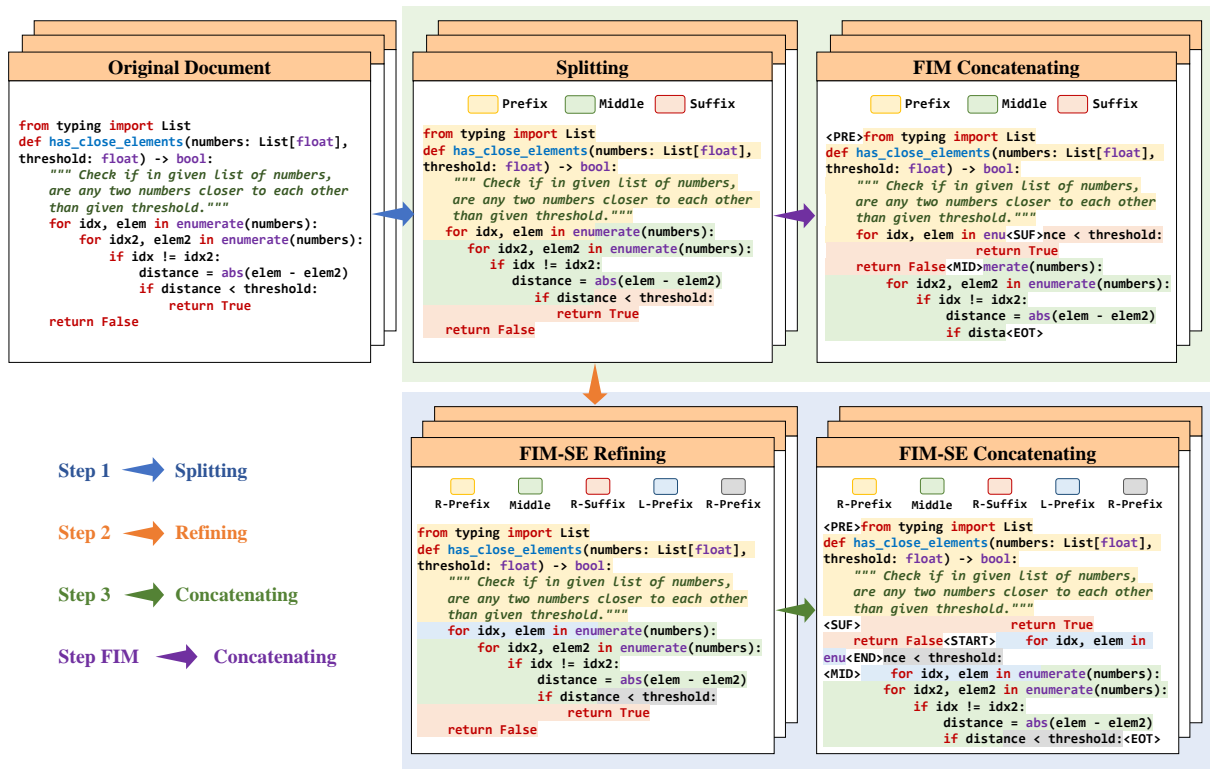 Original Document
from typing import List
def has_close_elements(numbers: List[float],
threshold: float) -> bool:
""" Check if in given list of numbers,
are any two numbers closer to each other
than given threshold."""
for idx, elem in enumerate(numbers):
for idx2, elem2 in enumerate(numbers):
if idx != idx2:
distance = abs(elem - elem2)
if distance < threshold:
return True
return False
Splitting
Prefix Middle Suffix
from typing import List
def has_close_elements(numbers: List[float],
threshold: float) -> bool:
""" Check if in given list of numbers,
are any two numbers closer to each other
than given threshold."""
for idx, elem in enumerate(numbers):
for idx2, elem2 in enumerate(numbers):
if idx != idx2:
distance = abs(elem - elem2)
if distance < threshold:
return True
return False
FIM Concatenating
Prefix Middle Suffix
<PRE>from typing import List
def has_close_elements(numbers: List[float],
threshold: float) -> bool:
""" Check if in given list of numbers,
are any two numbers closer to each other
than given threshold."""
for idx, elem in enu<SUF>nce < threshold:
return True
return False<MID>merate(numbers):
for idx2, elem2 in enumerate(numbers):
if idx != idx2:
distance = abs(elem - elem2)
if dista<EOT>
Step 1 Splitting
Step 2 Refining
Step 3 Concatenating
Step FIM Concatenating
FIM-SE Refining
R-Prefix Middle R-Suffix L-Prefix R-Prefix
from typing import List
def has_close_elements(numbers: List[float],
threshold: float) -> bool:
""" Check if in given list of numbers,
are any two numbers closer to each other
than given threshold."""
for idx, elem in enumerate(numbers):
for idx2, elem2 in enumerate(numbers):
if idx != idx2:
distance = abs(elem - elem2)
if distance < threshold:
return True
return False
FIM-SE Concatenating
R-Prefix Middle R-Suffix L-Prefix R-Prefix
<PRE>from typing import List
def has_close_elements(numbers: List[float],
threshold: float) -> bool:
""" Check if in given list of numbers,
are any two numbers closer to each other
than given threshold."""
<SUF> return True
return False<START> for idx, elem in
enu<END>nce < threshold:
<MID> for idx, elem in enumerate(numbers):
for idx2, elem2 in enumerate(numbers):
if idx != idx2:
distance = abs(elem - elem2)
if distance < threshold:<EOT>